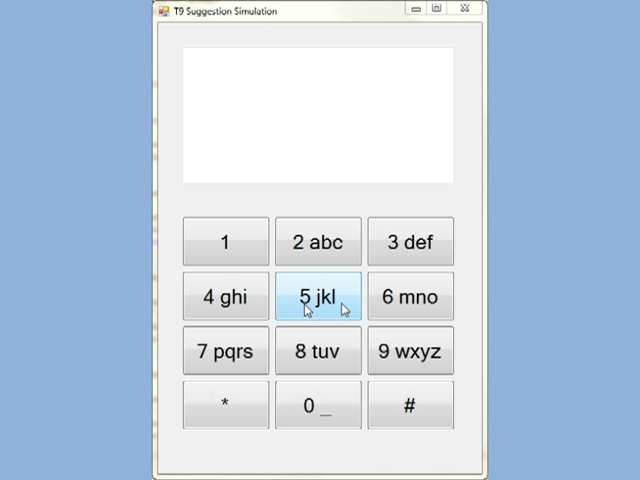 T9 Suggestion Simulation
1 2 abc 3 def
4 ghi 5 jkl 6 mno
7 pqrs 8 tuv 9 wxyz
* 0 _ #